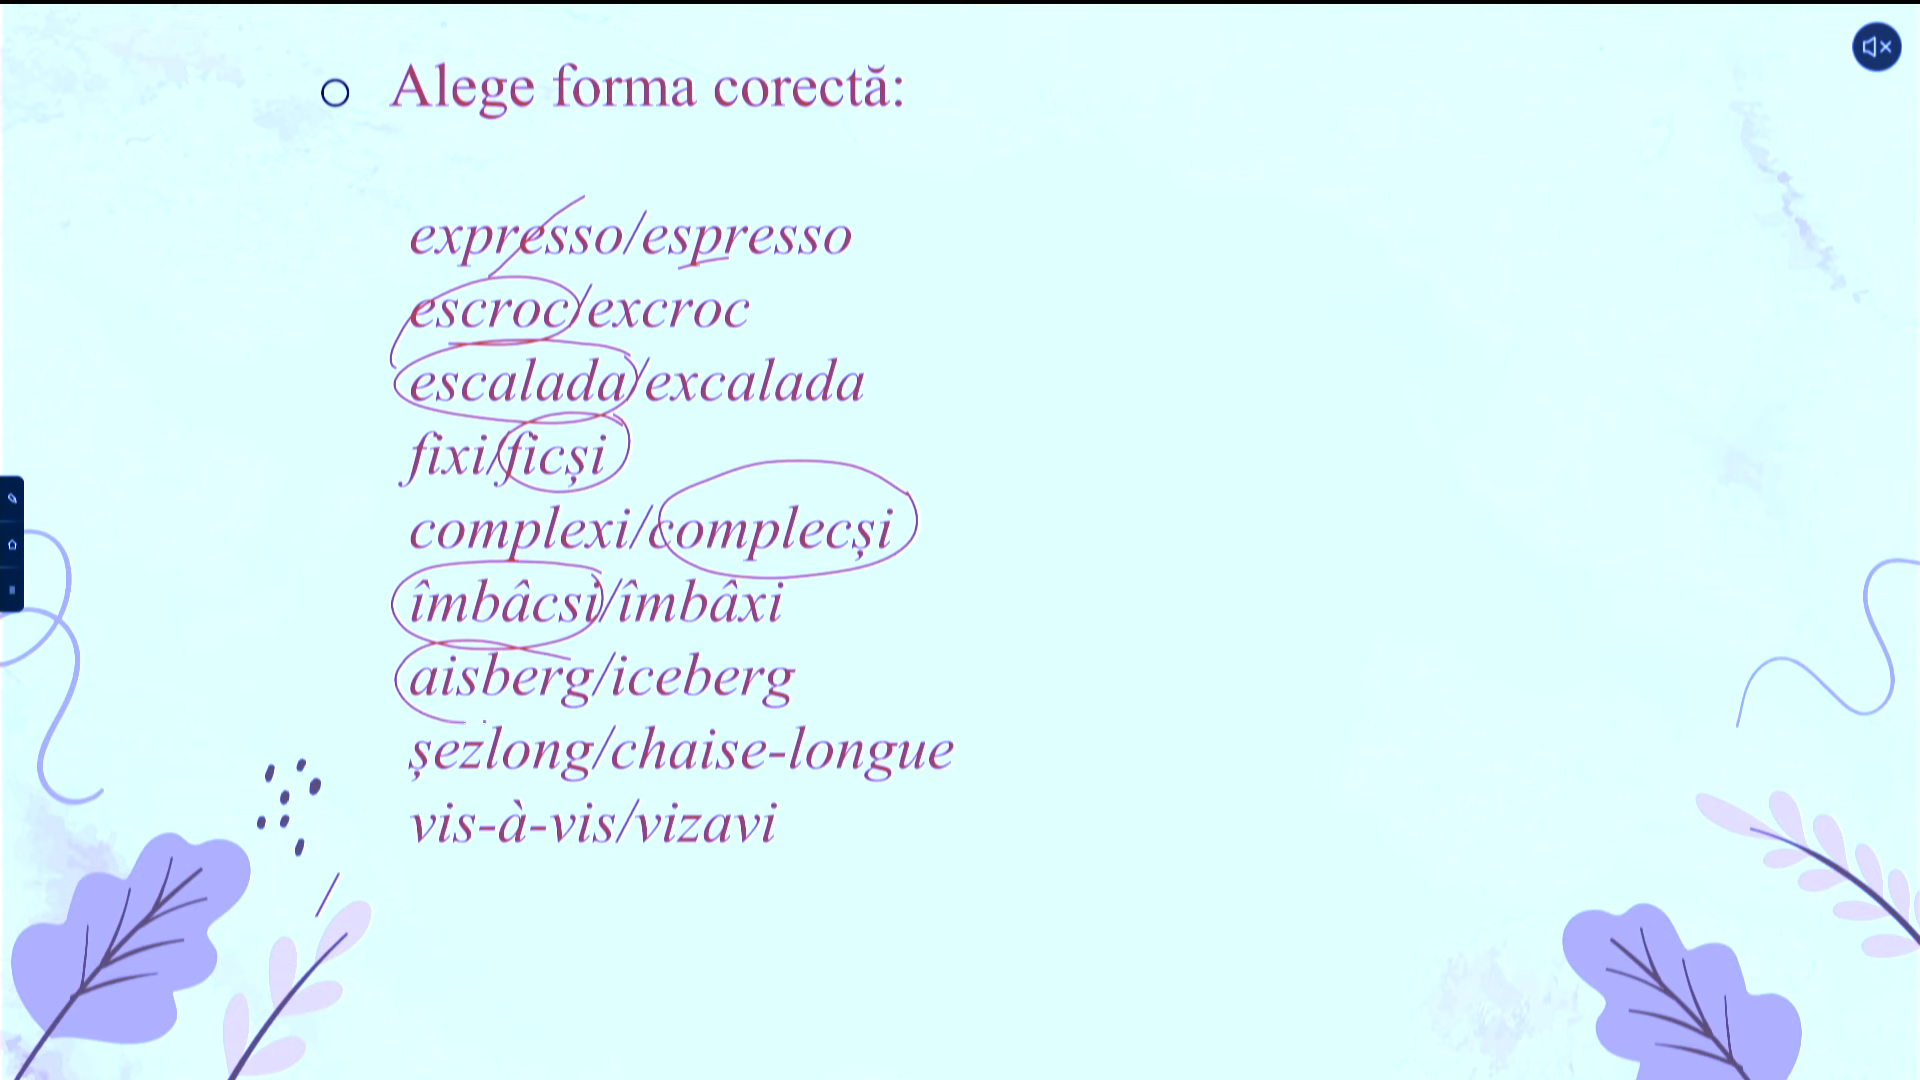 Alege forma corectă:
expresso/espresso
escroc/excroc
escalada/excalada
fixi/ficși
complexi/complecși
îmbâcsi/îmbâxi
aisberg/iceberg
șezlong/chaise-longue
vis-à-vis/vizavi